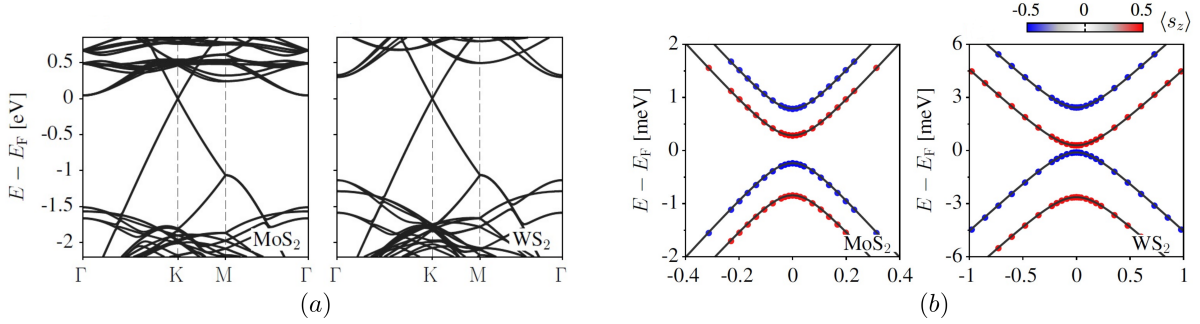 -0.5 0 0.5 ⟨s_z⟩
E − E_F [eV]
0.5
0
-0.5
-1
-1.5
-2
MoS₂
Γ K M Γ
WS₂
Γ K M Γ
(a)
E − E_F [meV]
2
1
0
-1
-2
MoS₂
-0.4 -0.2 0 0.2 0.4
E − E_F [meV]
6
3
0
-3
-6
WS₂
-1 -0.5 0 0.5 1
(b)